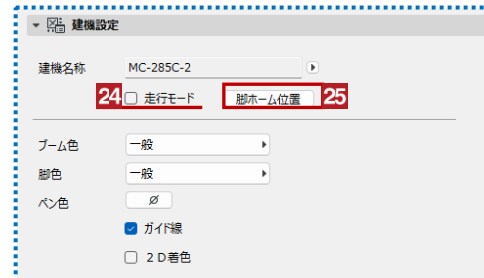 建機設定
建機名称 MC-285C-2
24 走行モード 脚ホーム位置 25
ブーム色 一般
脚色 一般
ペン色
ガイド線
2D着色